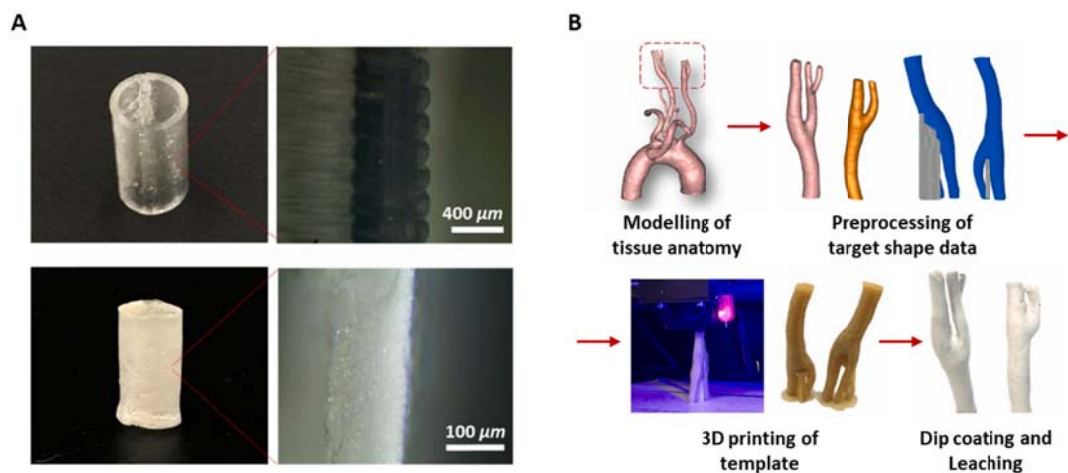 A
B
400 μm
100 μm
Modelling of
tissue anatomy
Preprocessing of
target shape data
3D printing of
template
Dip coating and
Leaching